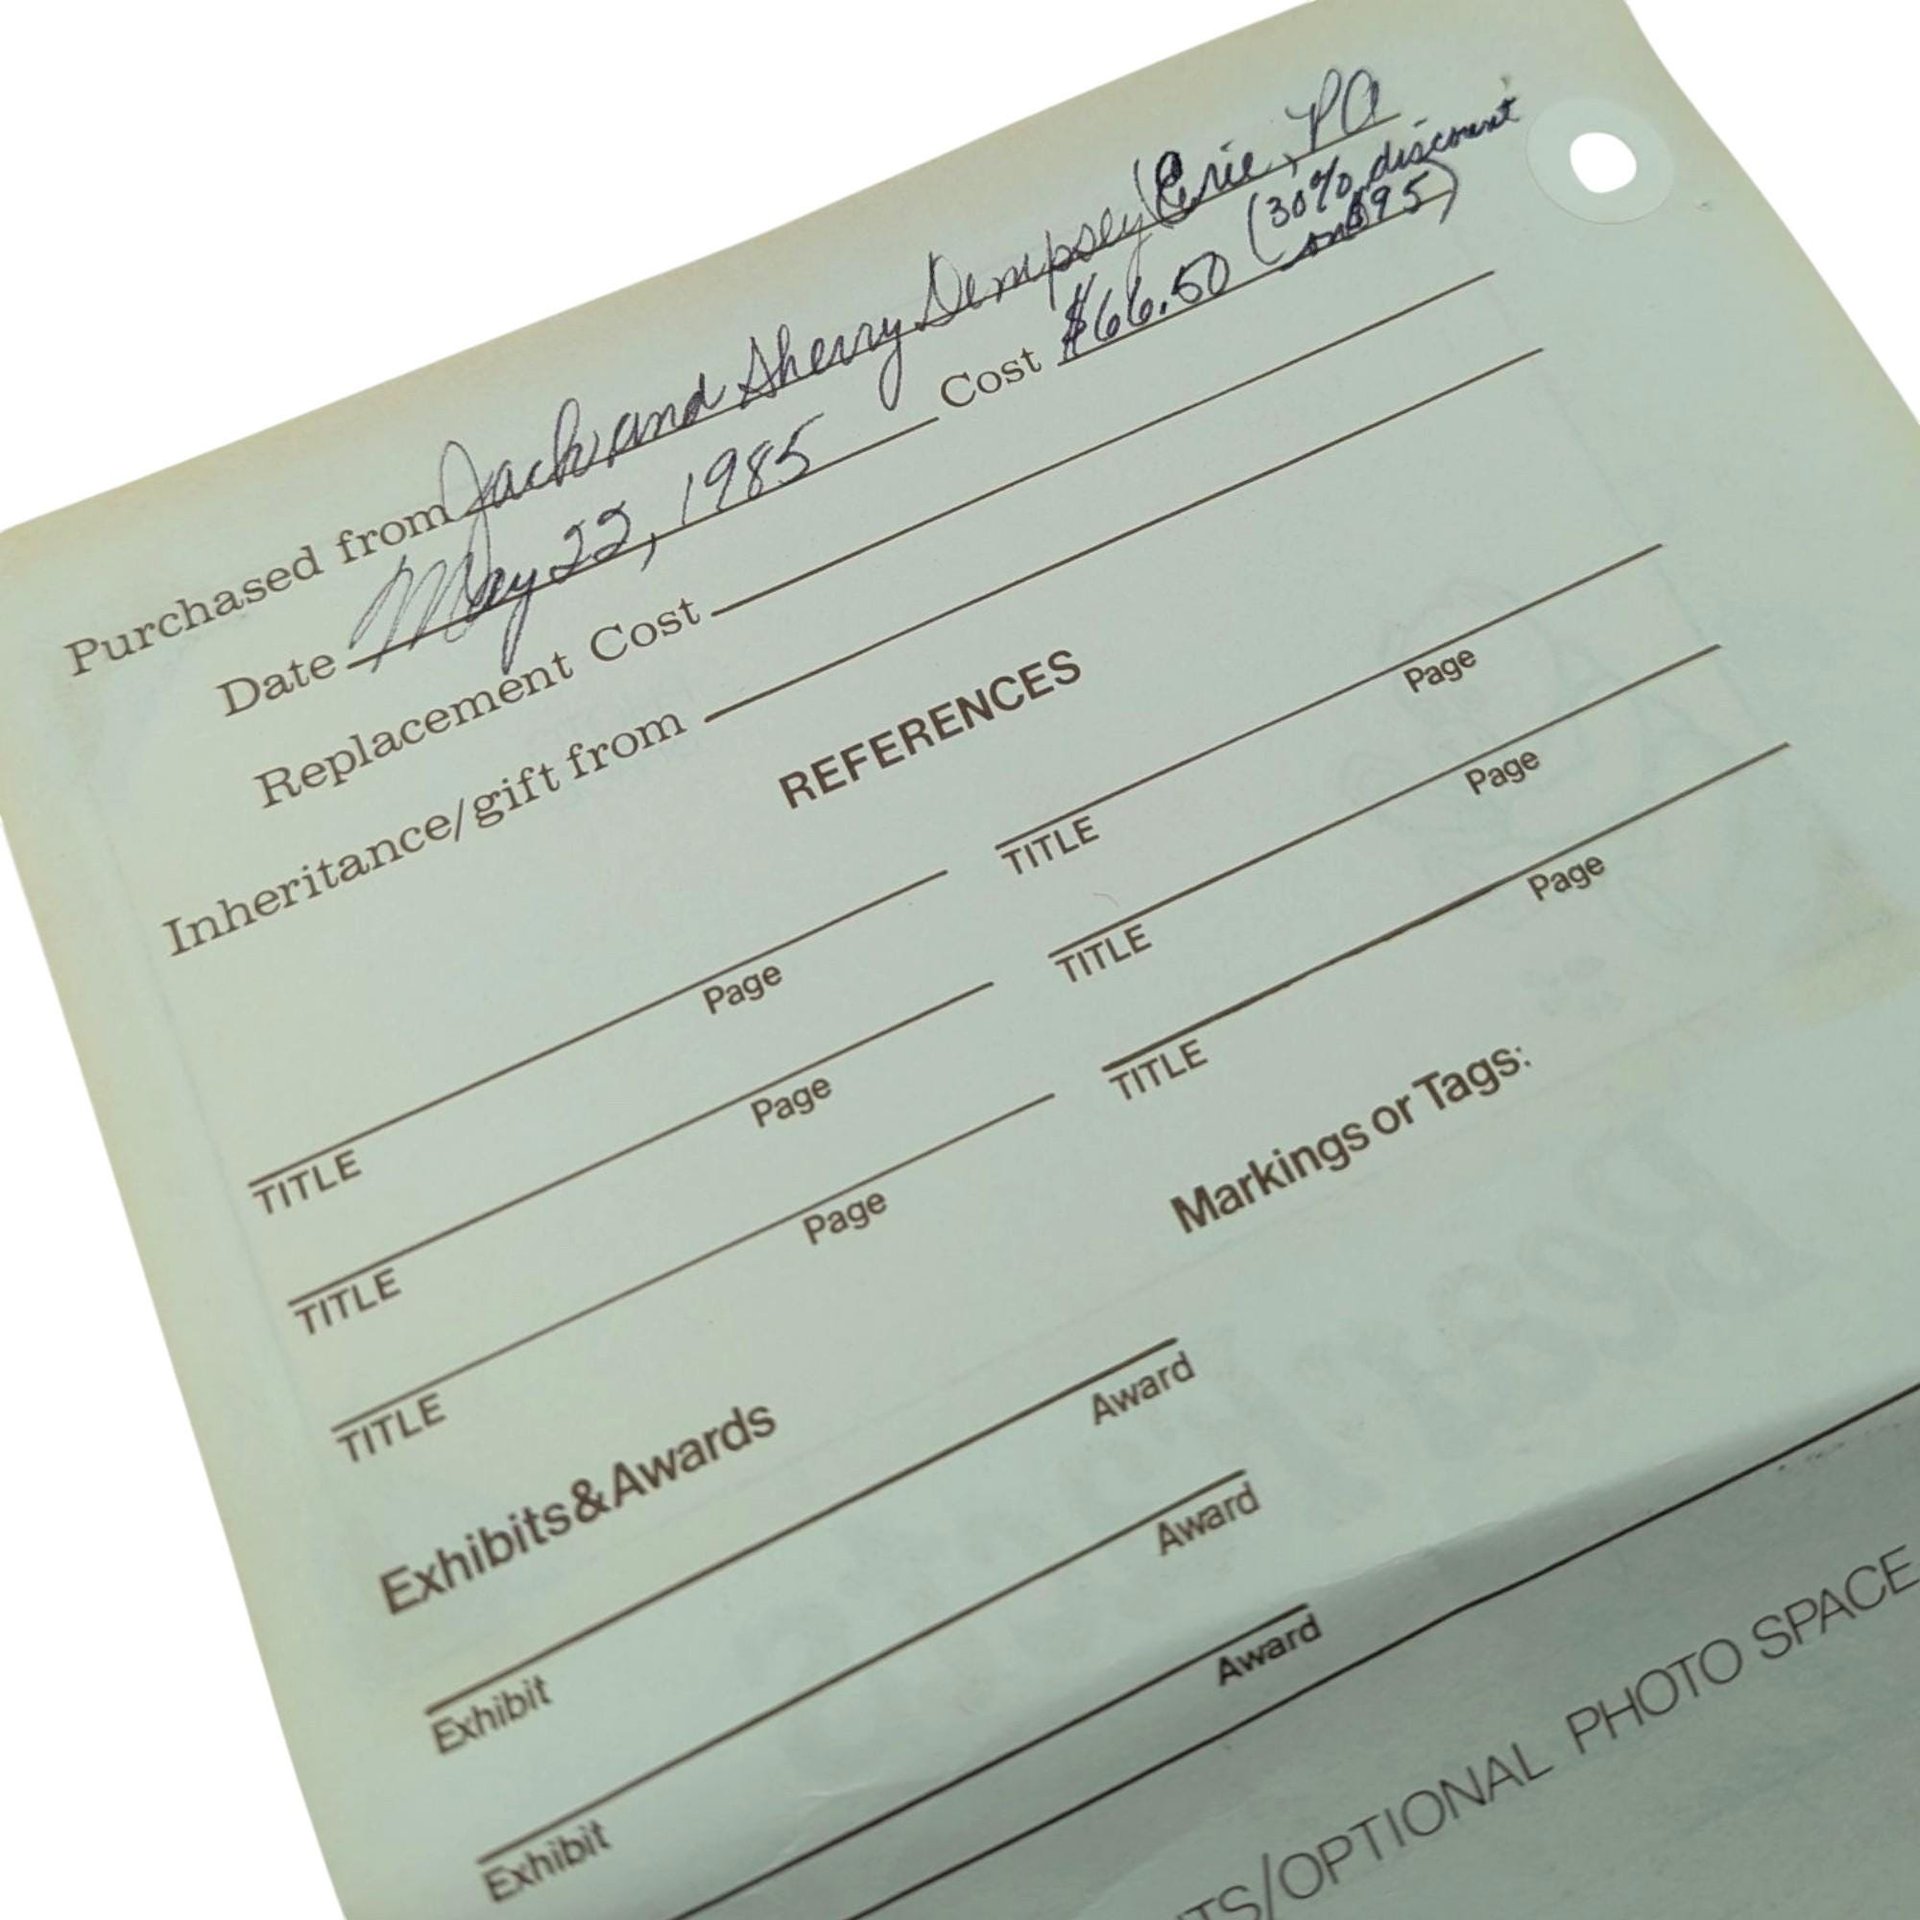 Purchased from Jack and Sherry Dempsey (Erie, PA
Date May 22, 1985 Cost $66.50 (30% discount
on $95)
Replacement Cost
Inheritance/gift from
REFERENCES
TITLE Page TITLE Page
TITLE Page TITLE Page
TITLE Page TITLE Page
Exhibits&Awards Markings or Tags:
Exhibit Award
Exhibit Award
Award
TS/OPTIONAL PHOTO SPACE